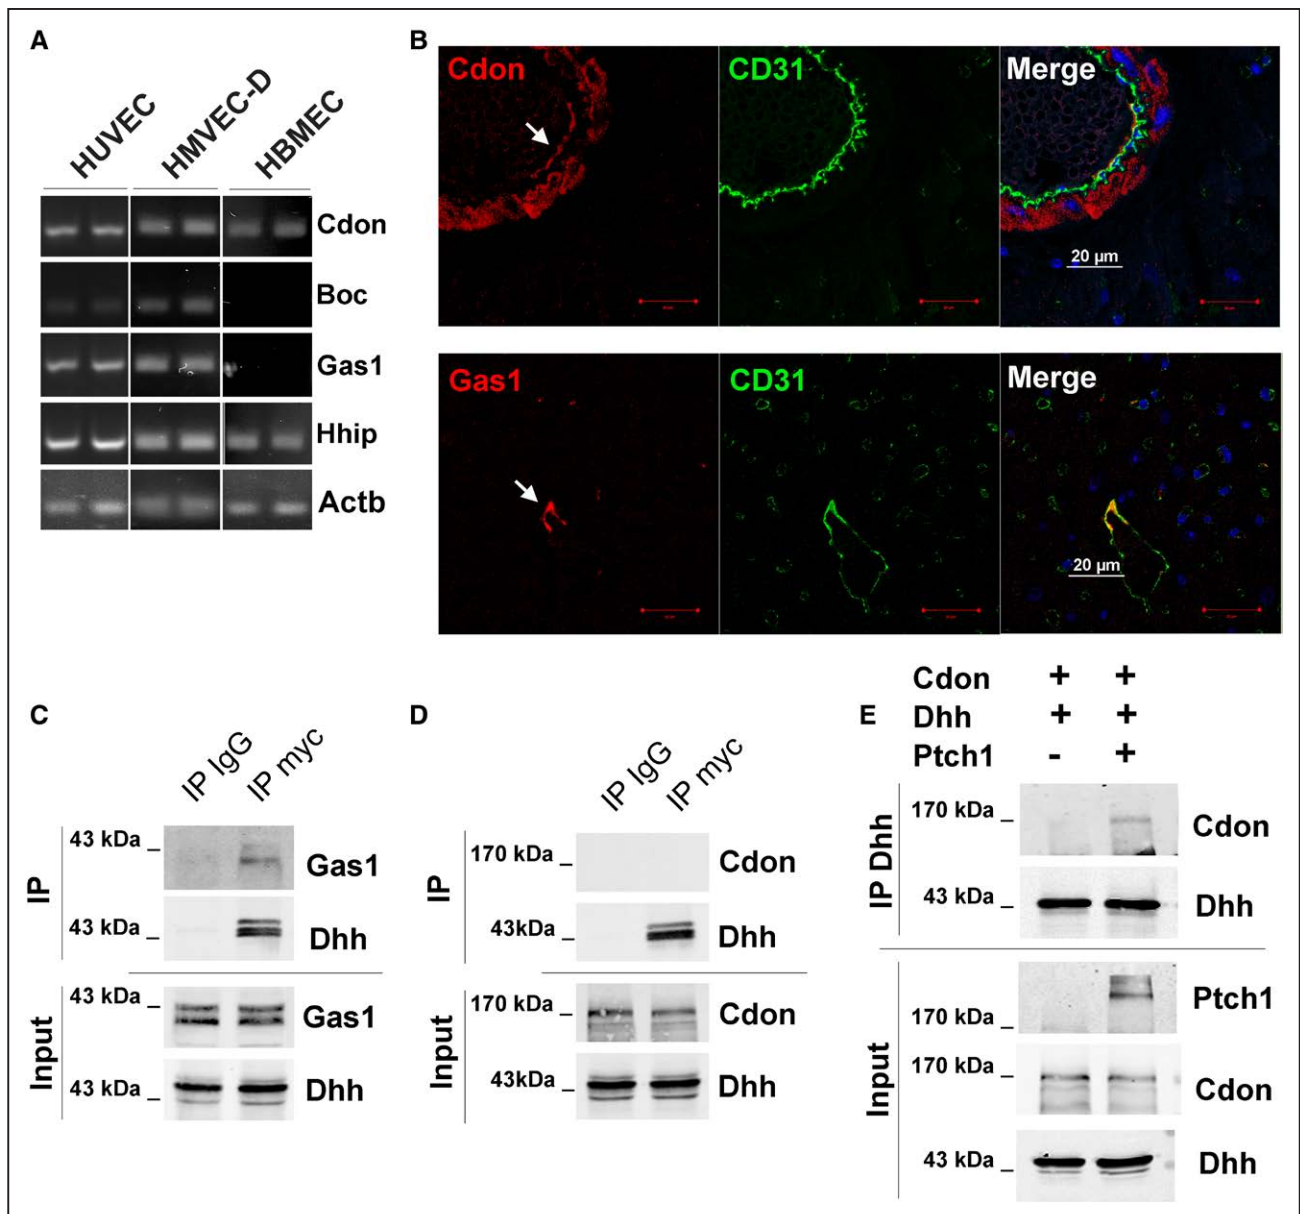 A
HUVEC
HMVEC-D
HBMEC
Cdon
Boc
Gas1
Hhip
Actb
B
Cdon
CD31
Merge
20 µm
Gas1
CD31
Merge
20 µm
C
IP IgG
IP myc
IP
43 kDa
Gas1
43 kDa
Dhh
Input
43 kDa
Gas1
43 kDa
Dhh
D
IP IgG
IP myc
IP
170 kDa
Cdon
43kDa
Dhh
Input
170 kDa
Cdon
43kDa
Dhh
E
Cdon + +
Dhh + +
Ptch1 - +
IP Dhh
170 kDa
Cdon
43 kDa
Dhh
Input
170 kDa
Ptch1
170 kDa
Cdon
43 kDa
Dhh